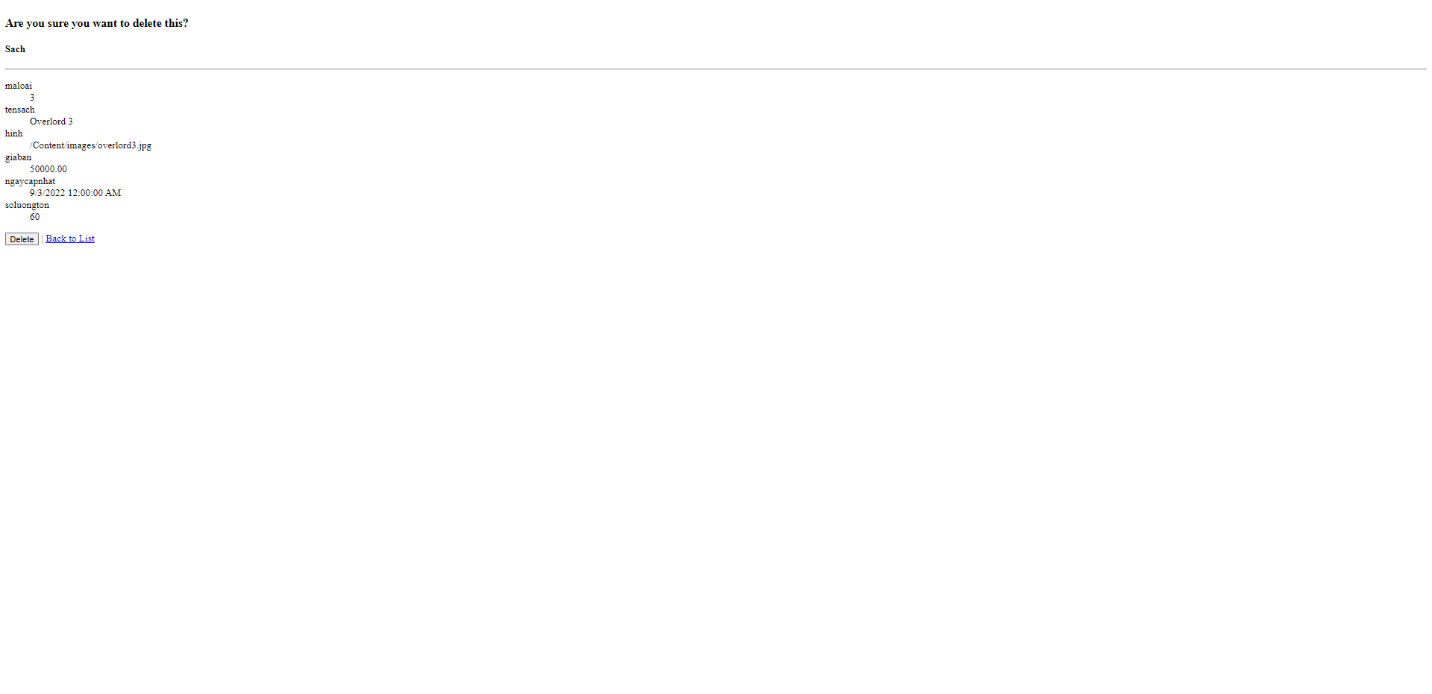 Are you sure you want to delete this?
Sach
maloai
3
tensach
Overlord 3
hinh
/Content/images/overlord3.jpg
giaban
50000.00
ngaycapnhat
9/3/2022 12:00:00 AM
soluongton
60
Delete | Back to List